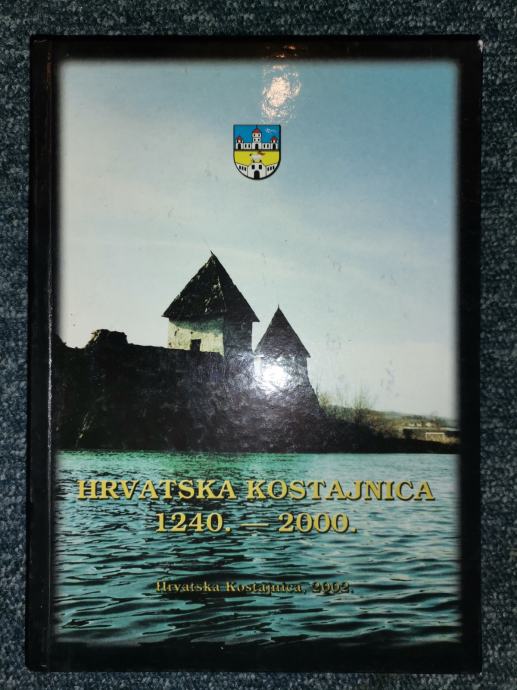 HRVATSKA KOSTAJNICA
1240. — 2000.
Hrvatska Kostajnica, 2002.